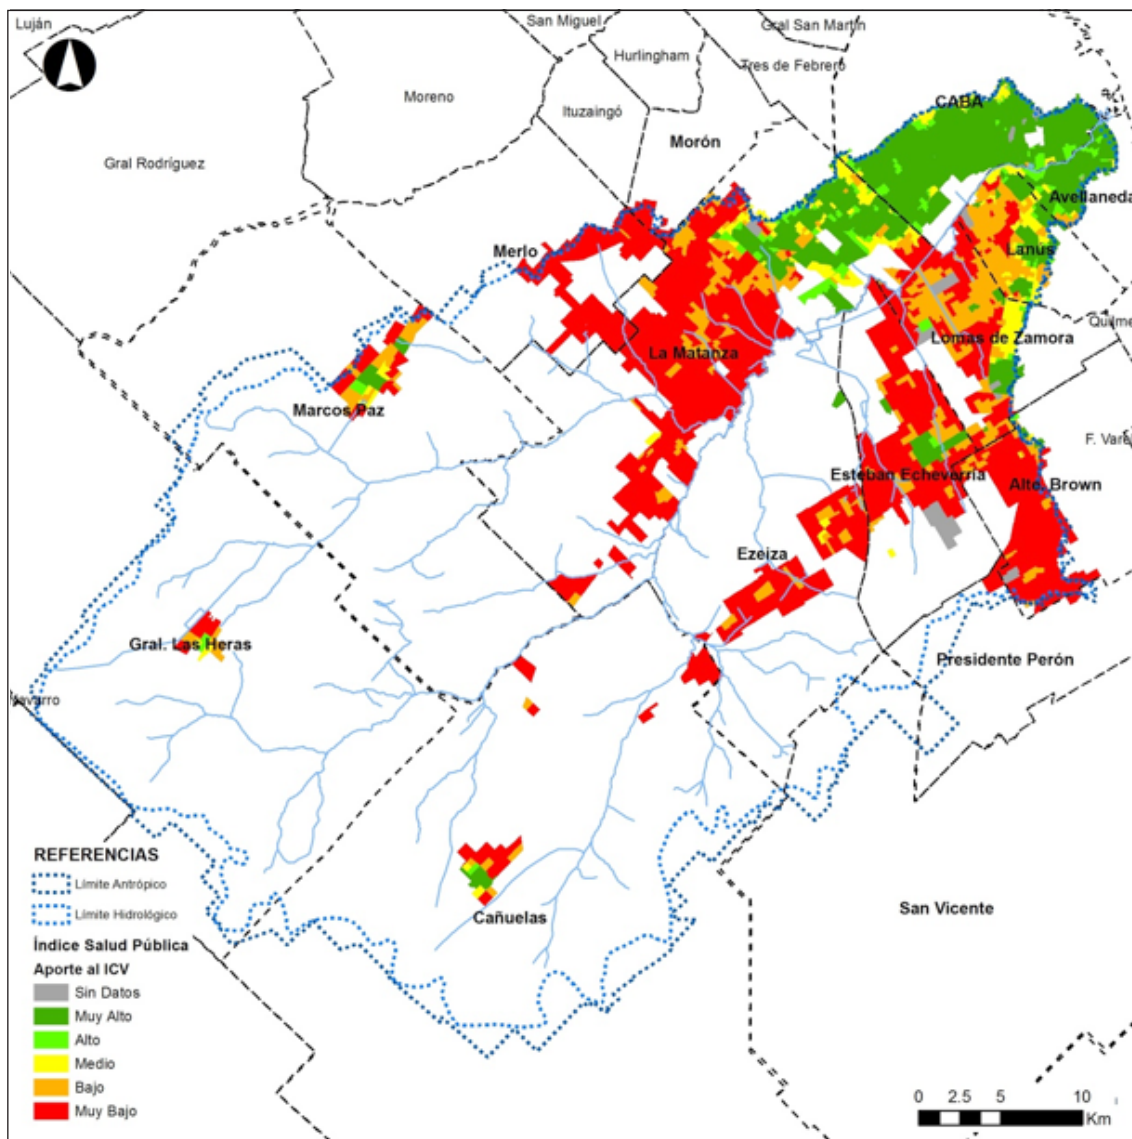 Luján
San Miguel
Gral San Martín
Hurlingham
Tres de Febrero
Moreno
CABA
Ituzaingó
Morón
Gral Rodríguez
Avellaneda
Merlo
Lanús
Quilme
Lomas de Zamora
La Matanza
Marcos Paz
F. Vare
Esteban Echeverría
Alte. Brown
Ezeiza
Gral. Las Heras
Presidente Perón
Navarro
REFERENCIAS
Límite Antrópico
Límite Hidrológico
San Vicente
Cañuelas
Índice Salud Pública
Aporte al ICV
Sin Datos
Muy Alto
Alto
Medio
Bajo
Muy Bajo
0 2.5 5 10
Km